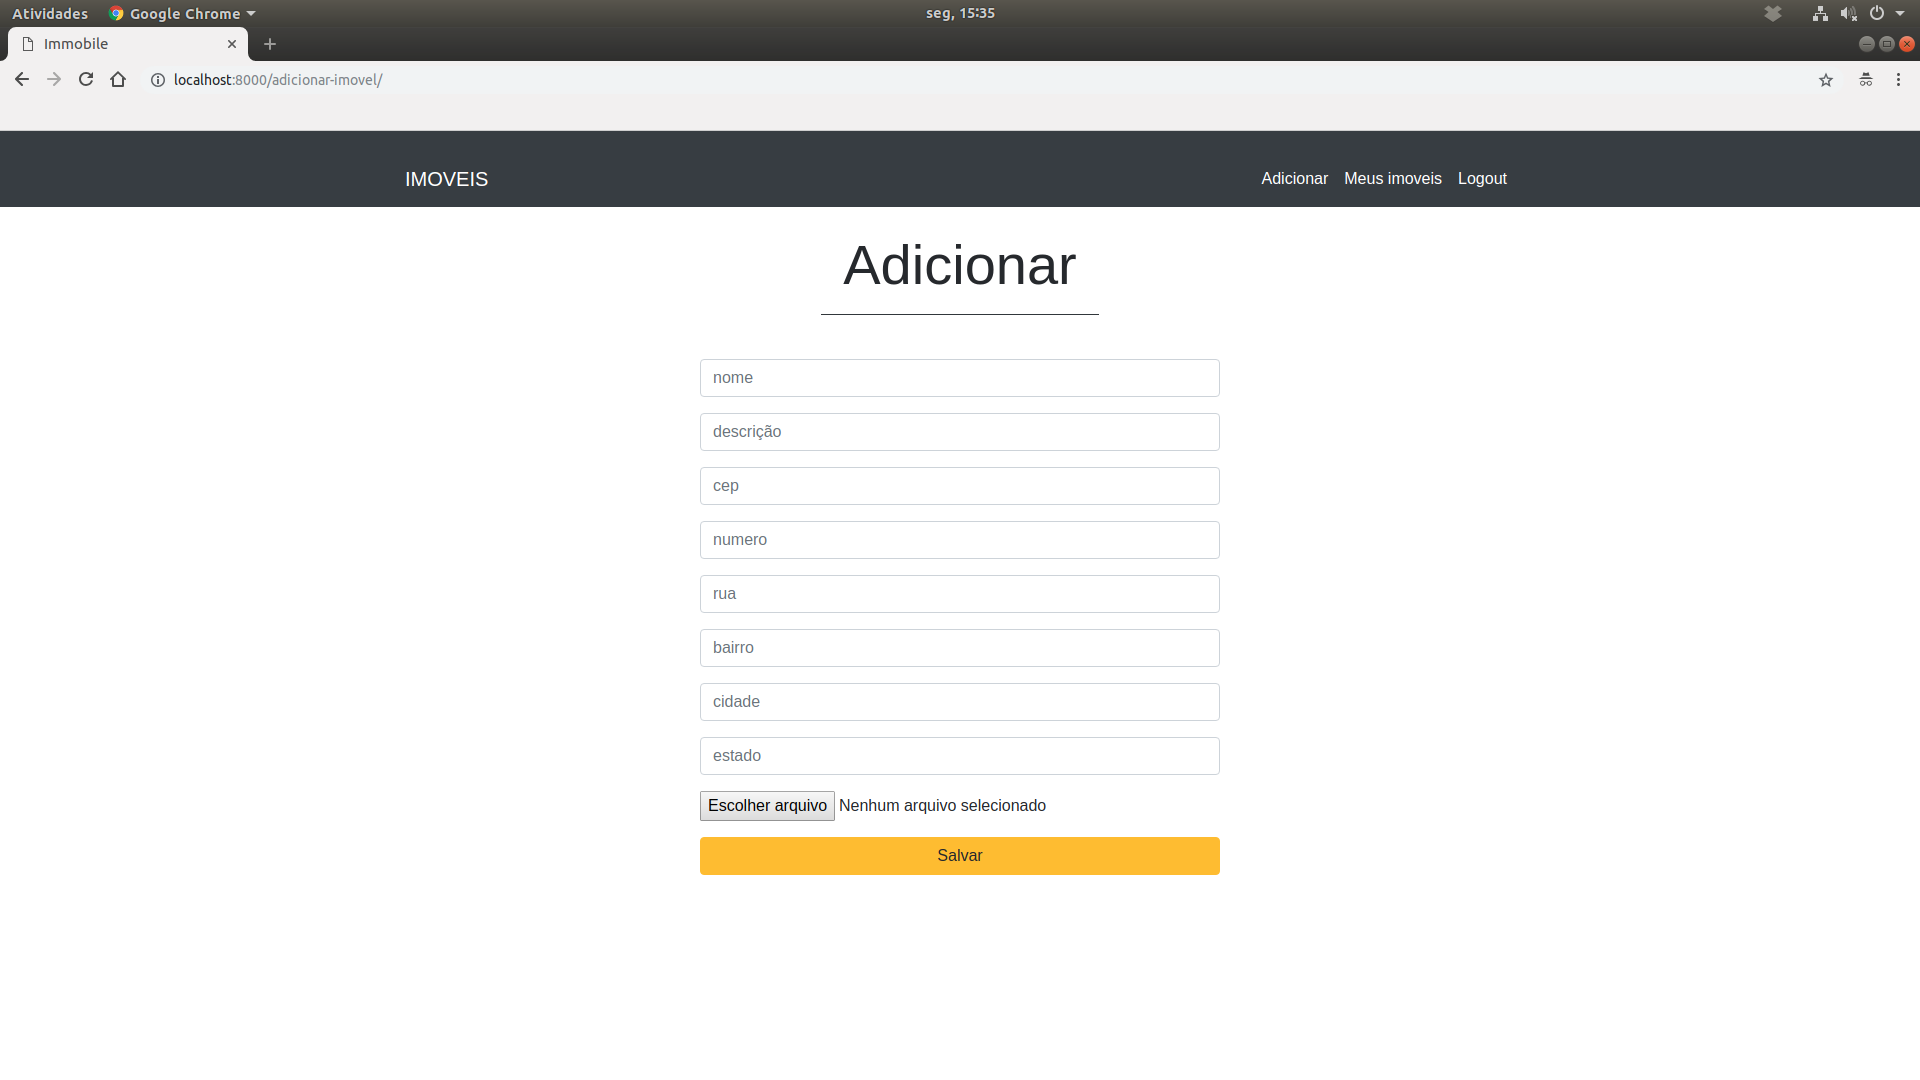 Atividades Google Chrome seg, 15:35
Immobile
localhost:8000/adicionar-imovel/
IMOVEIS Adicionar Meus imoveis Logout
Adicionar
nome
descrição
cep
numero
rua
bairro
cidade
estado
Escolher arquivo Nenhum arquivo selecionado
Salvar